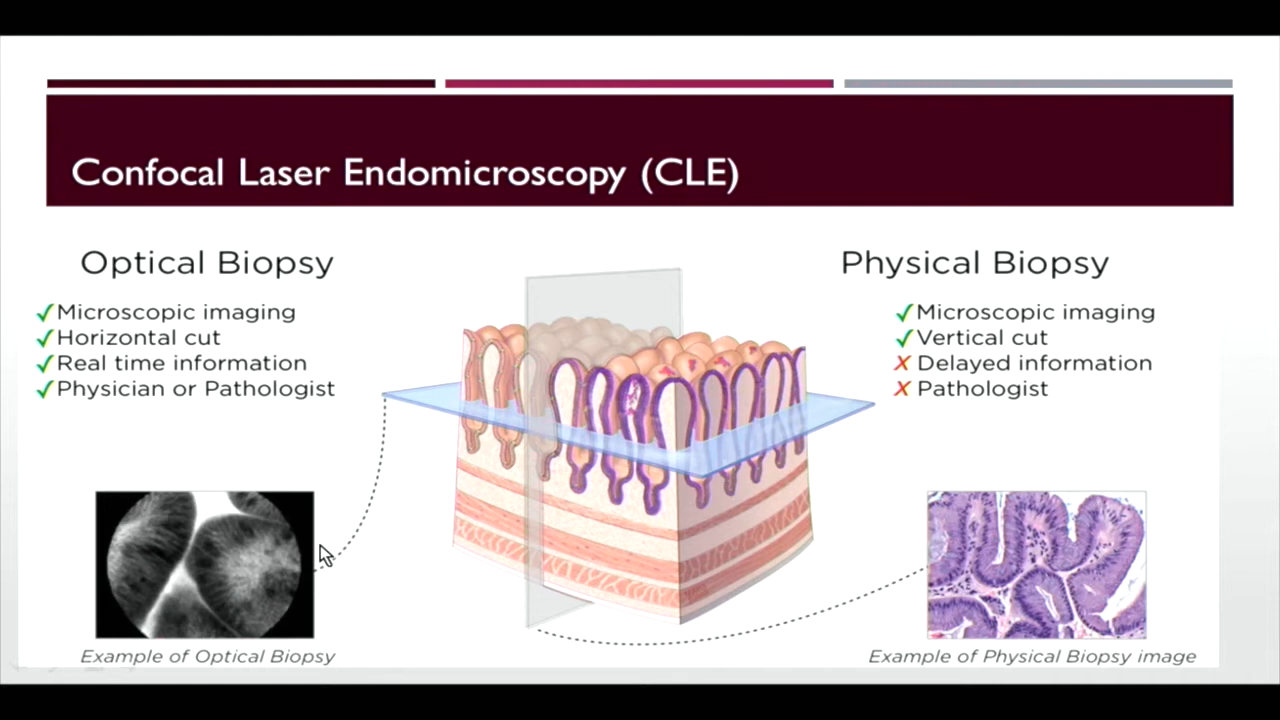 Confocal Laser Endomicroscopy (CLE)
Optical Biopsy
Microscopic imaging
Horizontal cut
Real time information
Physician or Pathologist
Example of Optical Biopsy
Physical Biopsy
Microscopic imaging
Vertical cut
Delayed information
Pathologist
Example of Physical Biopsy image